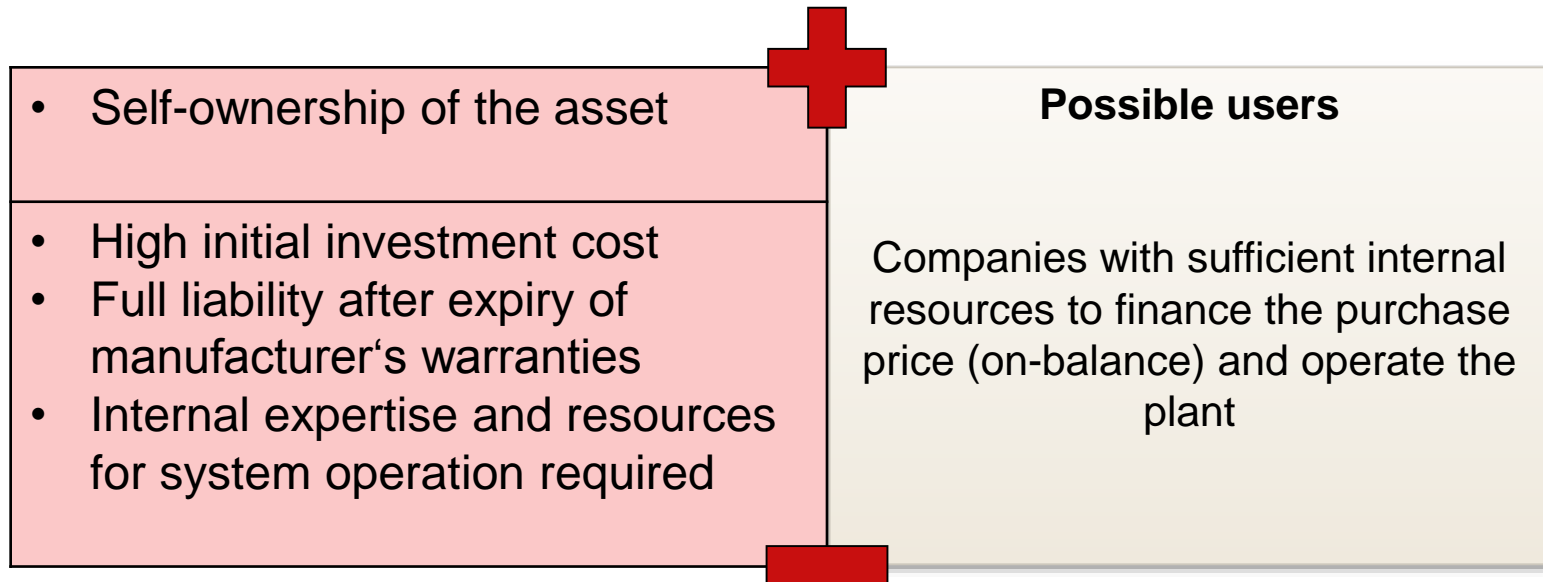 • Self-ownership of the asset
• High initial investment cost
• Full liability after expiry of
manufacturer‘s warranties
• Internal expertise and resources
for system operation required
Possible users
Companies with sufficient internal
resources to finance the purchase
price (on-balance) and operate the
plant